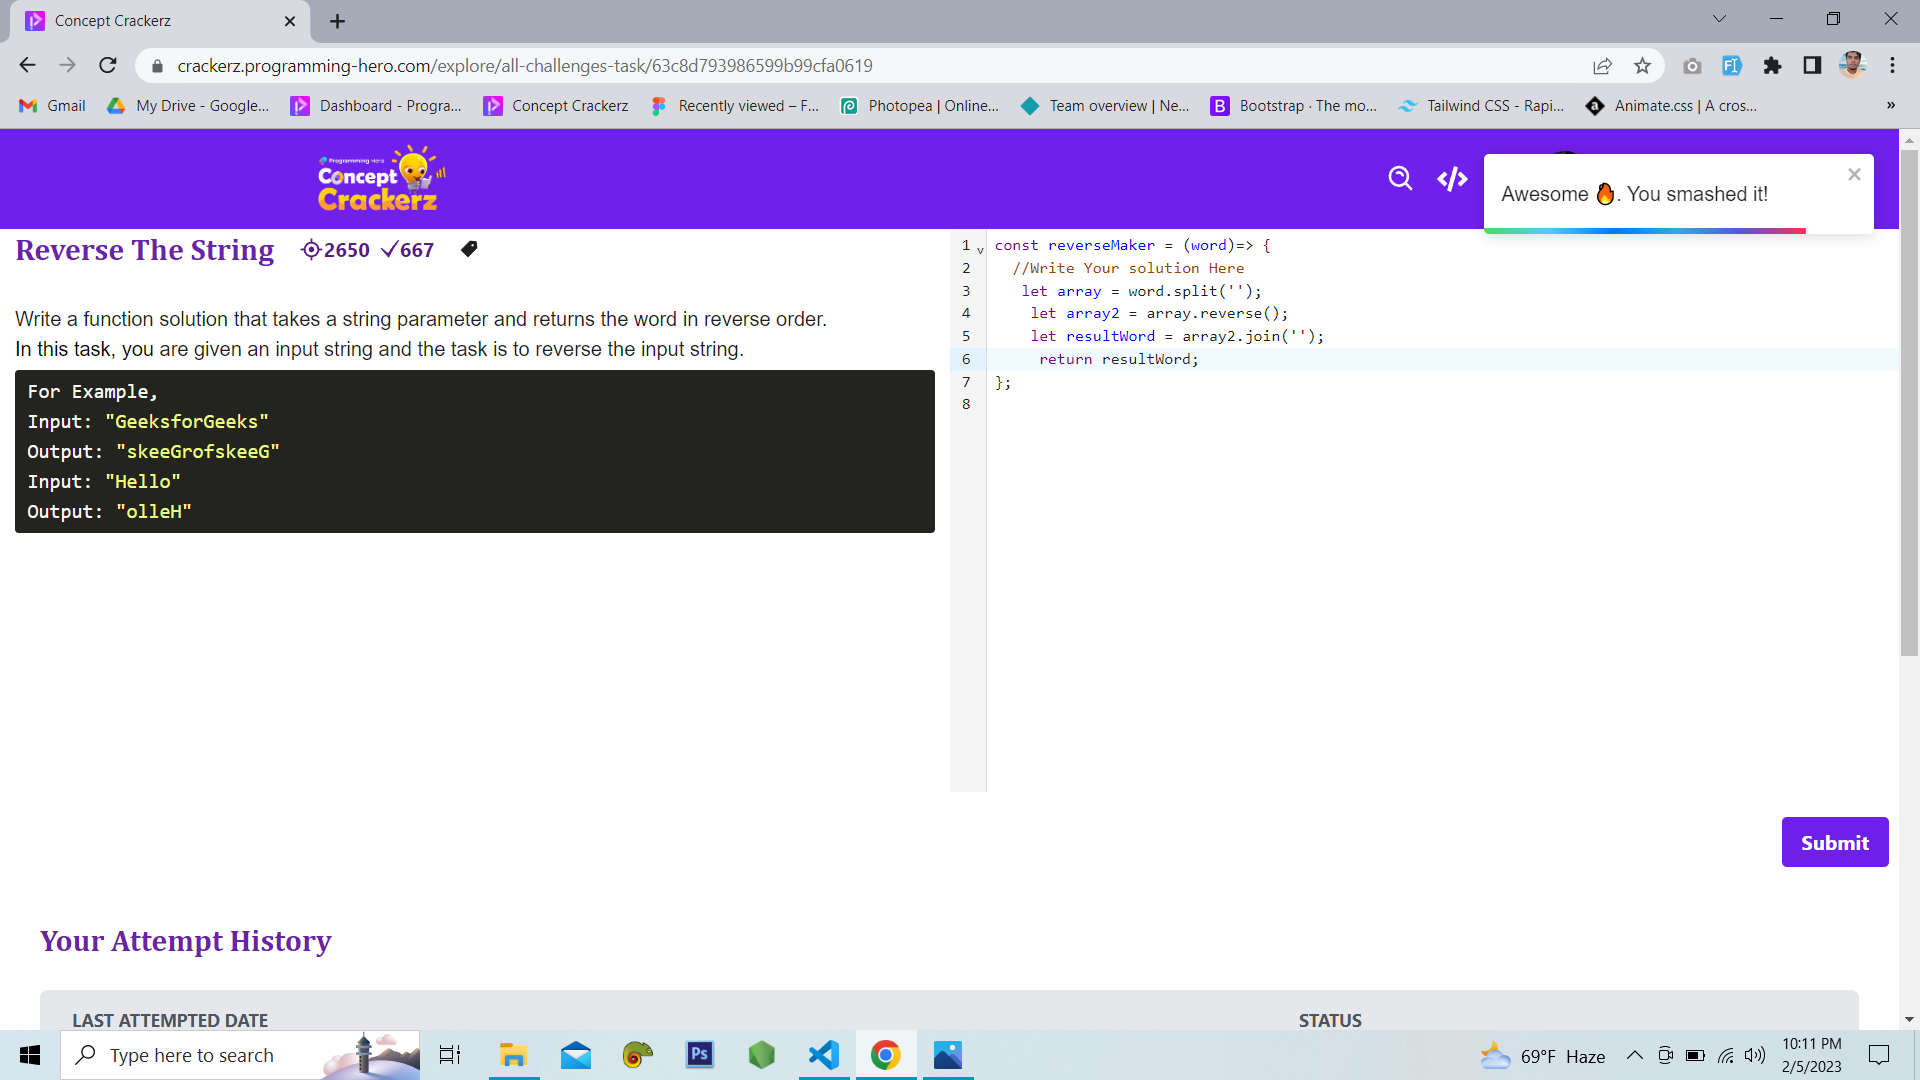 Concept Crackerz
crackerz.programming-hero.com/explore/all-challenges-task/63c8d793986599b99cfa0619
Gmail My Drive - Google... Dashboard - Progra... Concept Crackerz Recently viewed – F... Photopea | Online... Team overview | Ne... B Bootstrap · The mo... Tailwind CSS - Rapi... a Animate.css | A cros... »
Programming Hero
Concept
Crackerz
</>
Awesome 🔥. You smashed it!
Reverse The String 2650 667
Write a function solution that takes a string parameter and returns the word in reverse order.
In this task, you are given an input string and the task is to reverse the input string.
For Example,
Input: "GeeksforGeeks"
Output: "skeeGrofskeeG"
Input: "Hello"
Output: "olleH"
1 const reverseMaker = (word)=> {
2 //Write Your solution Here
3 let array = word.split('');
4 let array2 = array.reverse();
5 let resultWord = array2.join('');
6 return resultWord;
7 };
8
Submit
Your Attempt History
LAST ATTEMPTED DATE STATUS
Type here to search Ps 69°F Haze 10:11 PM
2/5/2023